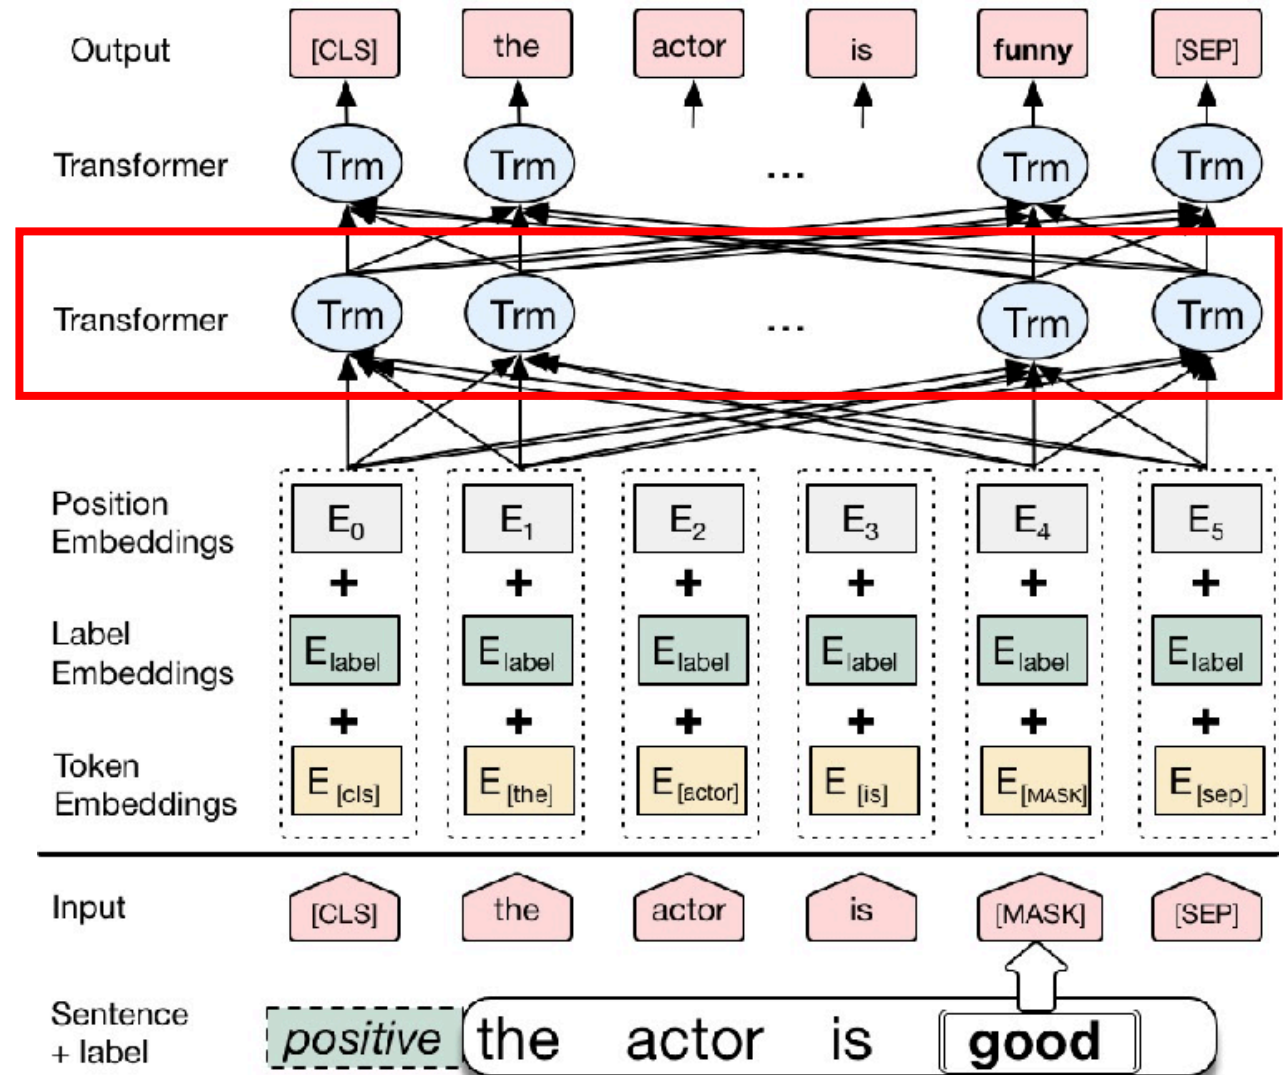 Output [CLS] the actor is funny [SEP]
Transformer Trm Trm ... Trm Trm
Transformer Trm Trm ... Trm Trm
Position
Embeddings
E0 E1 E2 E3 E4 E5
+ + + + + +
Label
Embeddings
Elabel Elabel Elabel Elabel Elabel Elabel
+ + + + + +
Token
Embeddings
E[cls] E[the] E[actor] E[is] E[MASK] E[sep]
Input [CLS] the actor is [MASK] [SEP]
Sentence
+ label
positive the actor is good